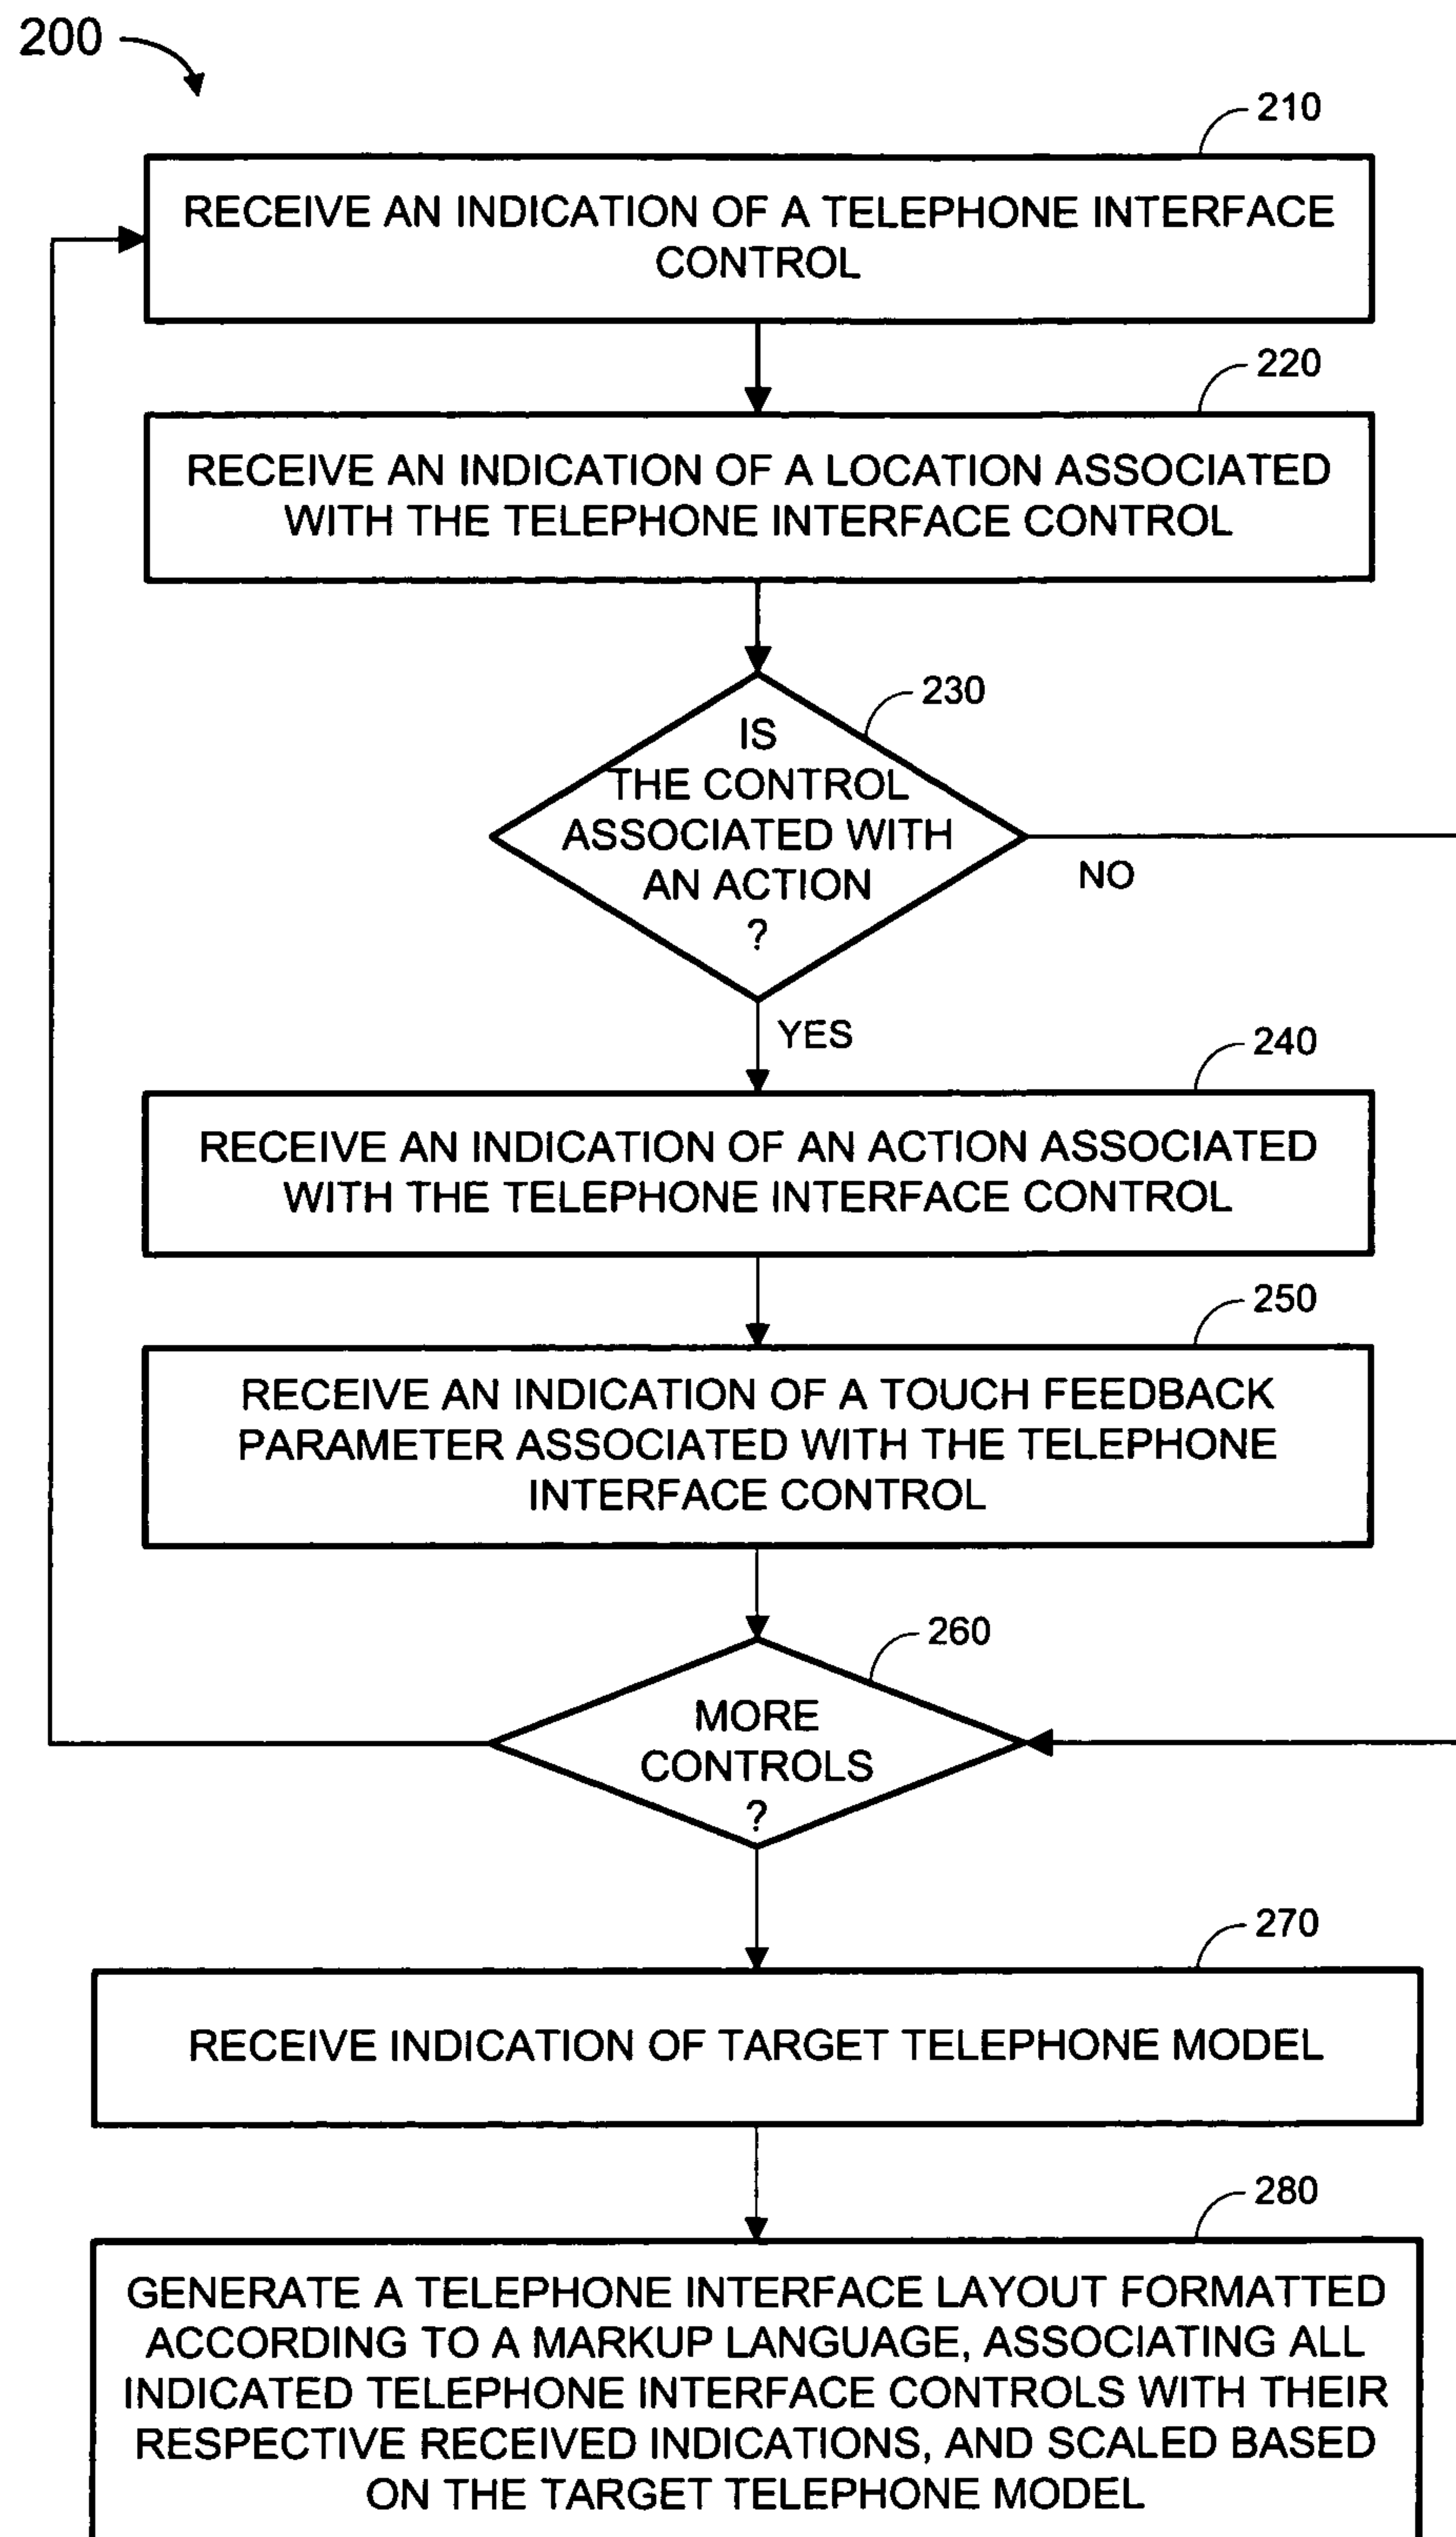 200
210
RECEIVE AN INDICATION OF A TELEPHONE INTERFACE
CONTROL
220
RECEIVE AN INDICATION OF A LOCATION ASSOCIATED
WITH THE TELEPHONE INTERFACE CONTROL
230
IS
THE CONTROL
ASSOCIATED WITH
AN ACTION
?
NO
YES
240
RECEIVE AN INDICATION OF AN ACTION ASSOCIATED
WITH THE TELEPHONE INTERFACE CONTROL
250
RECEIVE AN INDICATION OF A TOUCH FEEDBACK
PARAMETER ASSOCIATED WITH THE TELEPHONE
INTERFACE CONTROL
260
MORE
CONTROLS
?
270
RECEIVE INDICATION OF TARGET TELEPHONE MODEL
280
GENERATE A TELEPHONE INTERFACE LAYOUT FORMATTED
ACCORDING TO A MARKUP LANGUAGE, ASSOCIATING ALL
INDICATED TELEPHONE INTERFACE CONTROLS WITH THEIR
RESPECTIVE RECEIVED INDICATIONS, AND SCALED BASED
ON THE TARGET TELEPHONE MODEL